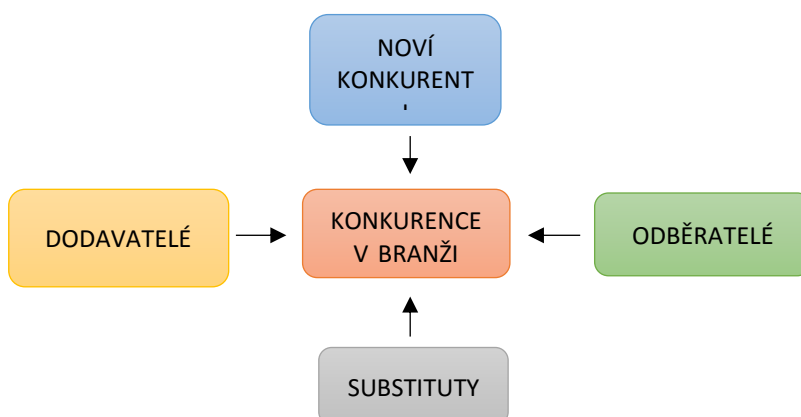 NOVÍ
KONKURENT
DODAVATELÉ
KONKURENCE
V BRANŽI
ODBĚRATELÉ
SUBSTITUTY